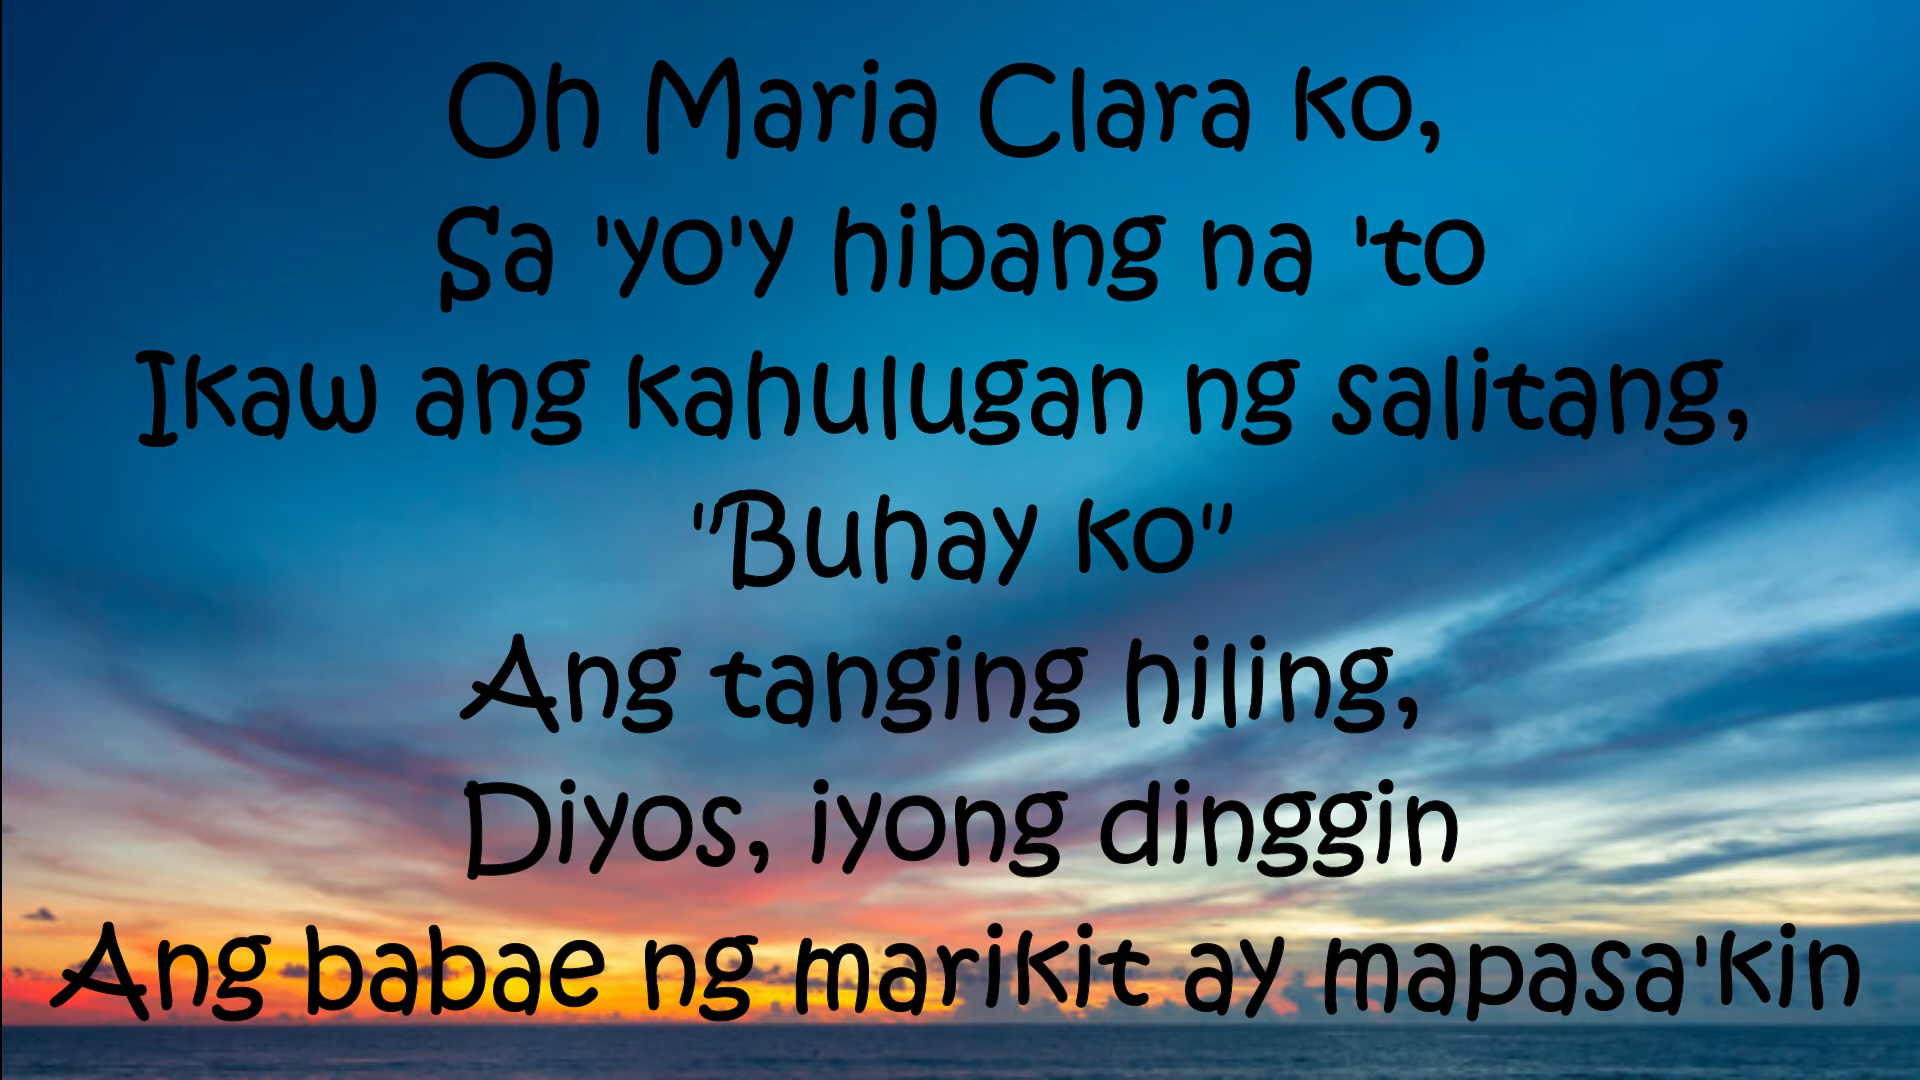 Oh Maria Clara ko,
Sa 'yo'y hibang na 'to
Ikaw ang kahulugan ng salitang,
"Buhay ko"
Ang tanging hiling,
Diyos, iyong dinggin
Ang babae ng marikit ay mapasa'kin